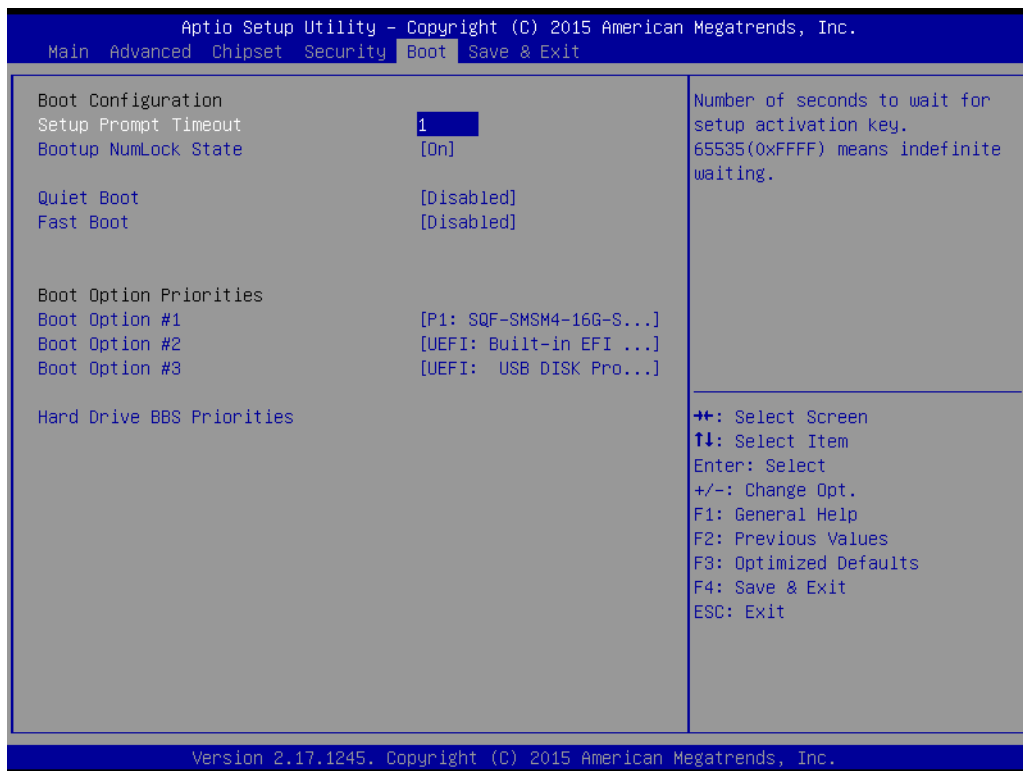 Aptio Setup Utility – Copyright (C) 2015 American Megatrends, Inc.
Main Advanced Chipset Security Boot Save & Exit
Boot Configuration
Setup Prompt Timeout 1
Bootup NumLock State [On]
Quiet Boot [Disabled]
Fast Boot [Disabled]
Boot Option Priorities
Boot Option #1 [P1: SQF-SMSM4-16G-S...]
Boot Option #2 [UEFI: Built-in EFI ...]
Boot Option #3 [UEFI: USB DISK Pro...]
Hard Drive BBS Priorities
Number of seconds to wait for
setup activation key.
65535(0xFFFF) means indefinite
waiting.
→←: Select Screen
↑↓: Select Item
Enter: Select
+/-: Change Opt.
F1: General Help
F2: Previous Values
F3: Optimized Defaults
F4: Save & Exit
ESC: Exit
Version 2.17.1245. Copyright (C) 2015 American Megatrends, Inc.